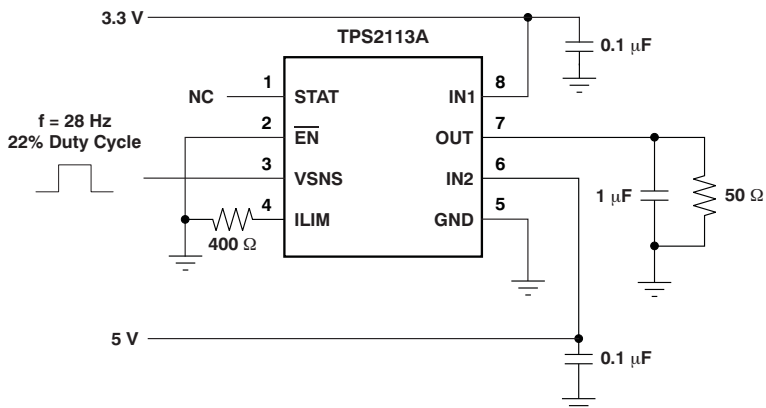 3.3 V
TPS2113A
0.1 µF
NC
1
STAT
IN1
8
f = 28 Hz
22% Duty Cycle
2
EN
OUT
7
3
VSNS
IN2
6
1 µF
50 Ω
4
ILIM
GND
5
400 Ω
5 V
0.1 µF